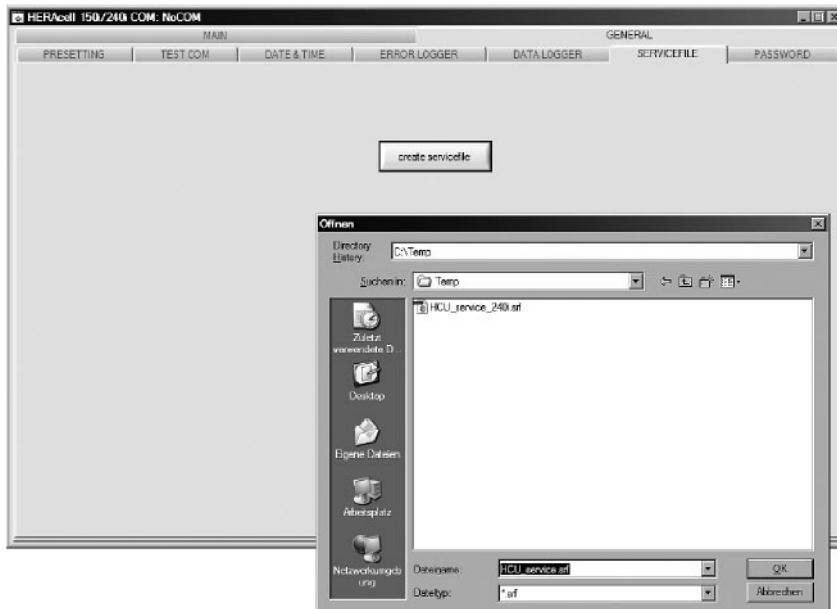 HERAcell 150i/240i COM: NoCOM
MAIN
GENERAL
PRESETTING
TEST COM
DATE & TIME
ERROR LOGGER
DATA LOGGER
SERVICEFILE
PASSWORD
create servicefile
Öffnen
Directory
History:
C:\Temp
Suchen in:
Temp
HCU_service_240i.srf
Zuletzt
verwendete D...
Desktop
Eigene Dateien
Arbeitsplatz
Netzwerkumgeb
ung
Dateiname:
HCU_service.srf
OK
Dateityp:
*.srf
Abbrechen